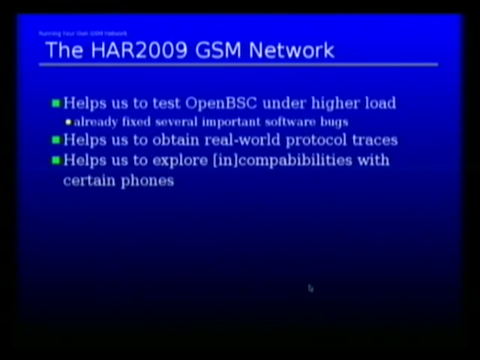 Running Your Own GSM Network
The HAR2009 GSM Network
Helps us to test OpenBSC under higher load
already fixed several important software bugs
Helps us to obtain real-world protocol traces
Helps us to explore [in]compabibilities with
certain phones